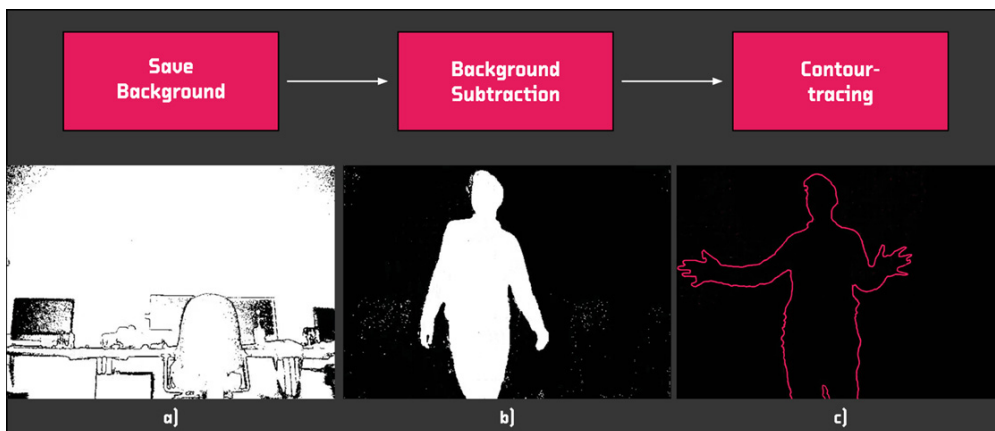 Save
Background
Background
Subtraction
Contour-
tracing
a)
b)
c)